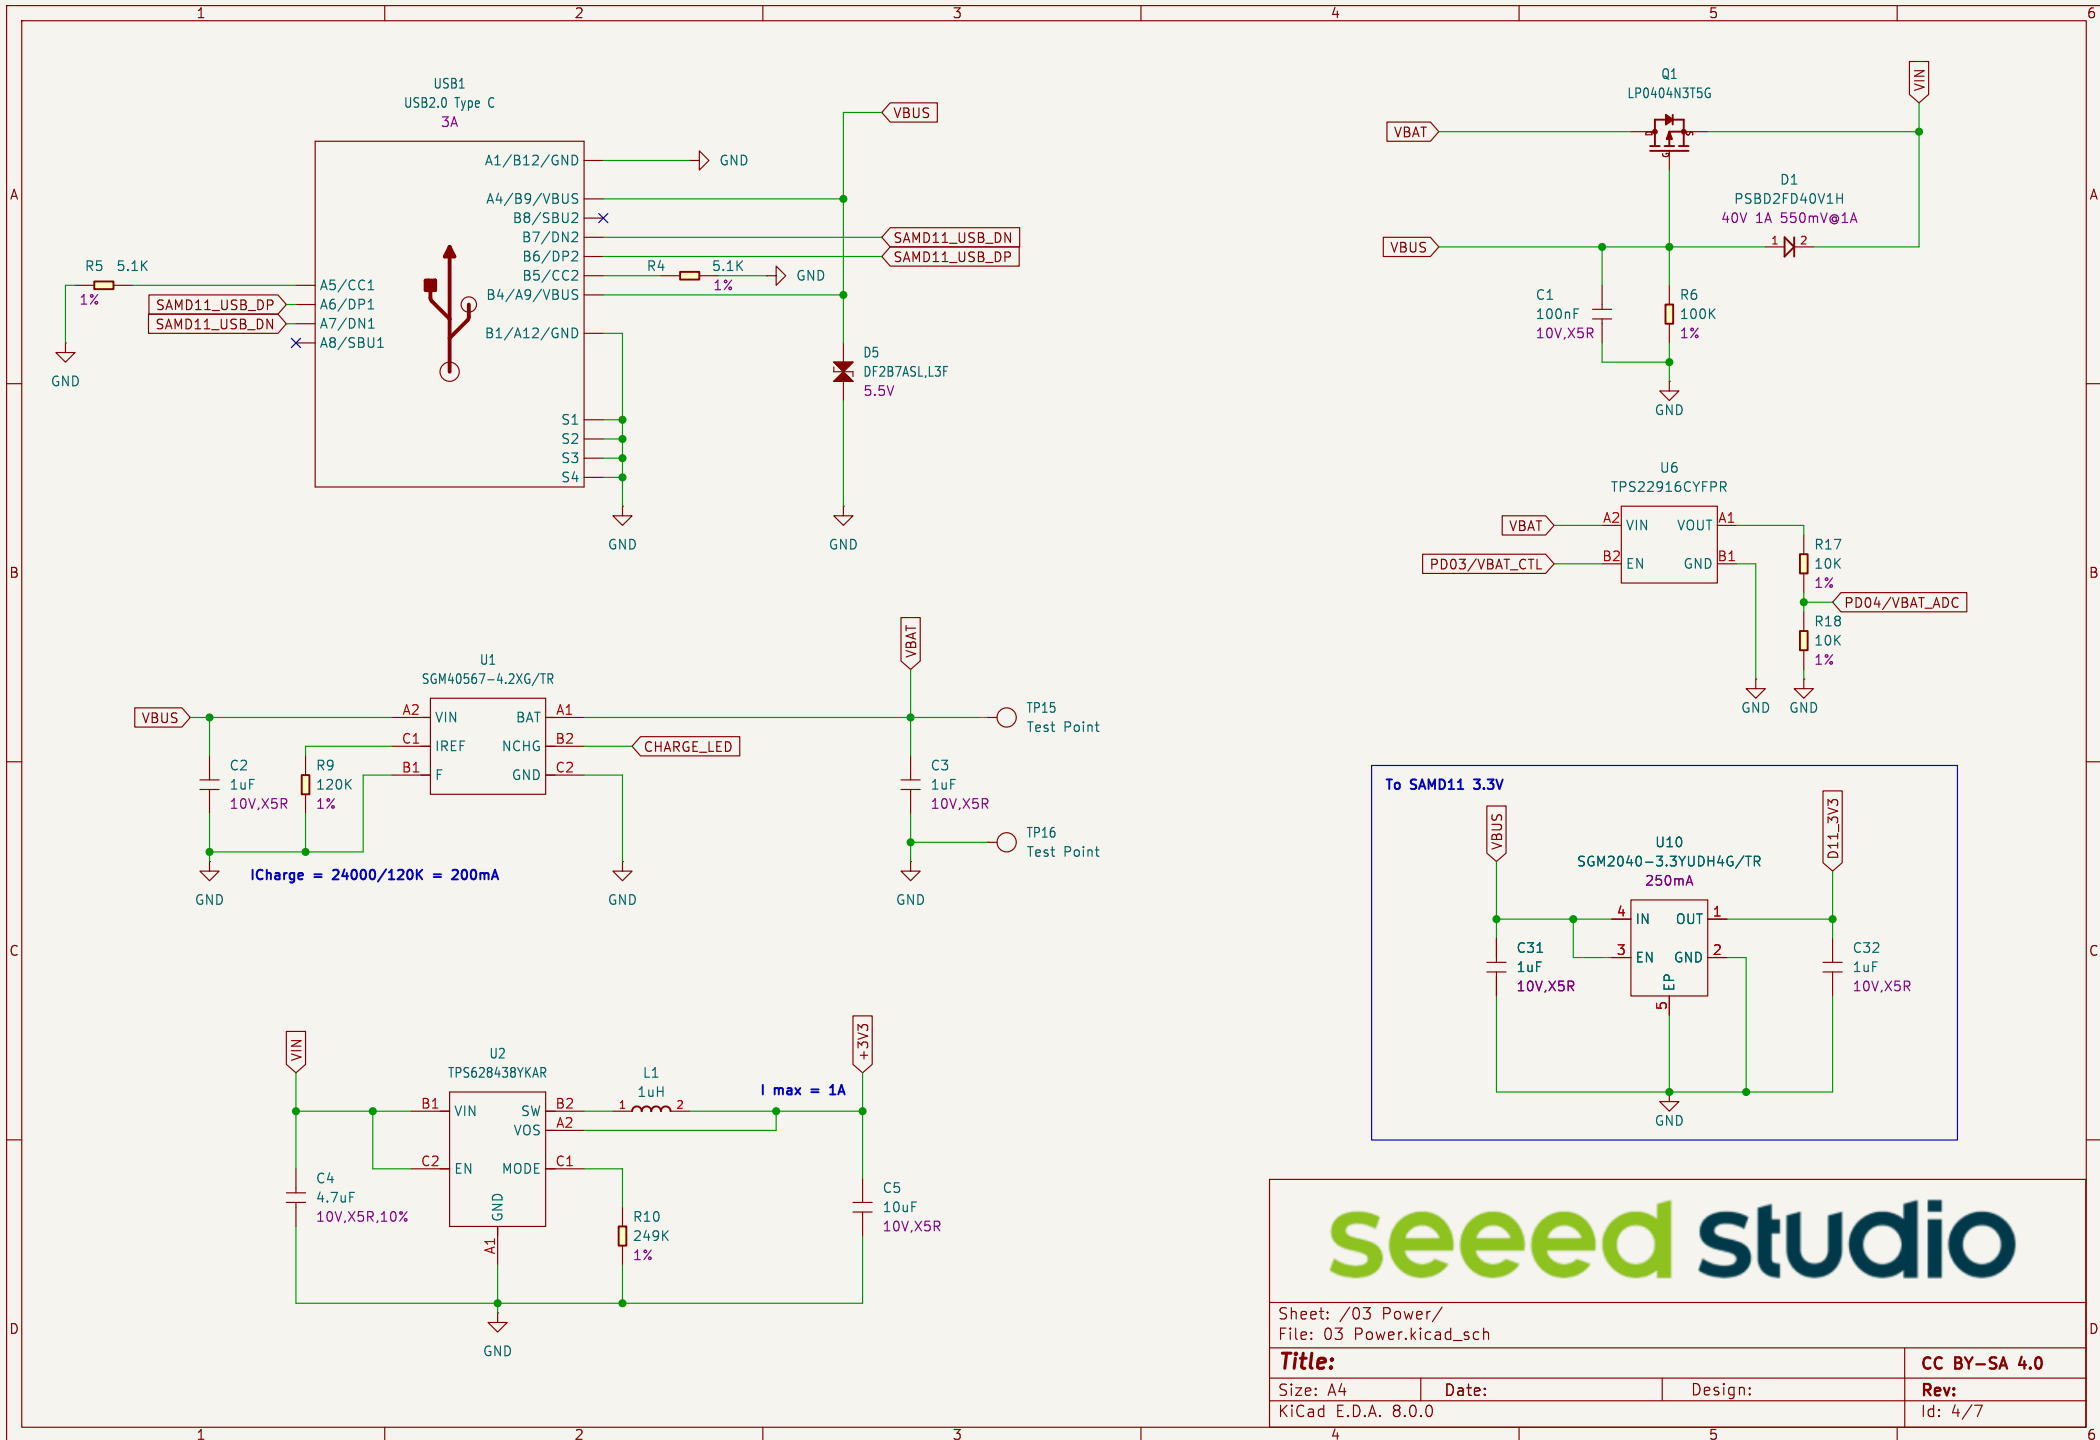 1 2 3 4 5 6
A
B
C
D
USB1
USB2.0 Type C
3A
A1/B12/GND
GND
A4/B9/VBUS
VBUS
B8/SBU2
B7/DN2
SAMD11_USB_DN
B6/DP2
SAMD11_USB_DP
B5/CC2
R4 5.1K
1%
GND
B4/A9/VBUS
B1/A12/GND
R5 5.1K
1%
A5/CC1
SAMD11_USB_DP
A6/DP1
SAMD11_USB_DN
A7/DN1
A8/SBU1
GND
D5
DF2B7ASL,L3F
5.5V
S1
S2
S3
S4
GND
GND
Q1
LP0404N3T5G
VIN
VBAT
D
S
G
D1
PSBD2FD40V1H
40V 1A 550mV@1A
VBUS
1 2
C1
100nF
10V,X5R
R6
100K
1%
GND
U6
TPS22916CYFPR
VBAT
A2 VIN
VOUT A1
PD03/VBAT_CTL
B2 EN
GND B1
R17
10K
1%
PD04/VBAT_ADC
R18
10K
1%
GND
GND
U1
SGM40567-4.2XG/TR
VBUS
A2 VIN
BAT A1
C1 IREF
NCHG B2
CHARGE_LED
B1 F
GND C2
C2
1uF
10V,X5R
R9
120K
1%
ICharge = 24000/120K = 200mA
GND
GND
VBAT
TP15
Test Point
C3
1uF
10V,X5R
TP16
Test Point
GND
To SAMD11 3.3V
VBUS
D11_3V3
U10
SGM2040-3.3YUDH4G/TR
250mA
4 IN
OUT 1
3 EN
GND 2
EP
5
C31
1uF
10V,X5R
C32
1uF
10V,X5R
GND
VIN
+3V3
U2
TPS628438YKAR
L1
1uH
I max = 1A
B1 VIN
SW B2
1 2
VOS A2
C2 EN
MODE C1
GND
A1
C4
4.7uF
10V,X5R,10%
R10
249K
1%
C5
10uF
10V,X5R
GND
seeed studio
Sheet: /03 Power/
File: 03 Power.kicad_sch
Title:
CC BY-SA 4.0
Size: A4
Date:
Design:
Rev:
KiCad E.D.A. 8.0.0
Id: 4/7
A
B
C
D
1 2 3 4 5 6